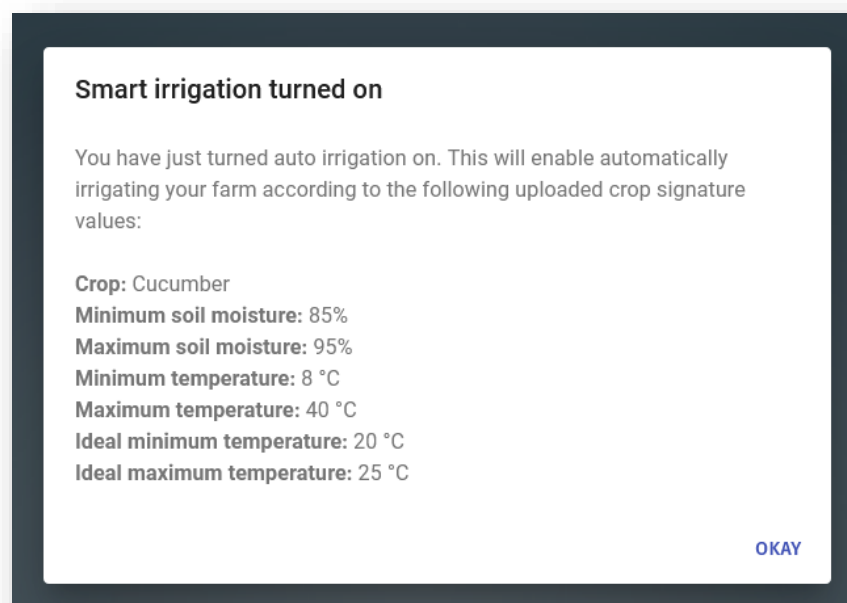 Smart irrigation turned on
You have just turned auto irrigation on. This will enable automatically
irrigating your farm according to the following uploaded crop signature
values:
Crop: Cucumber
Minimum soil moisture: 85%
Maximum soil moisture: 95%
Minimum temperature: 8 °C
Maximum temperature: 40 °C
Ideal minimum temperature: 20 °C
Ideal maximum temperature: 25 °C
OKAY